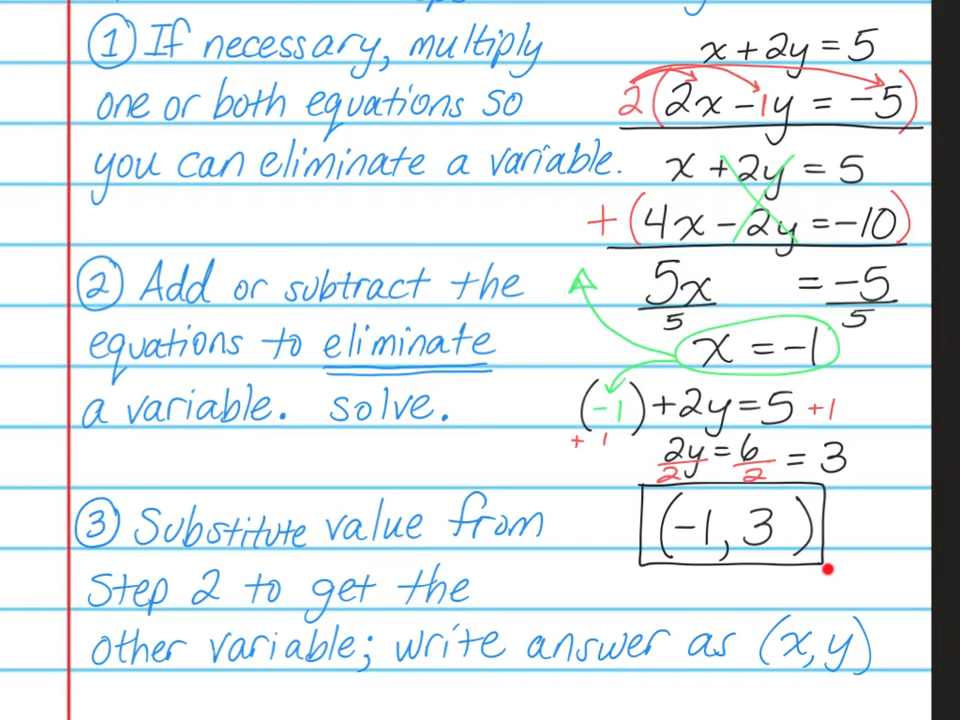 ① If necessary, multiply
one or both equations so
you can eliminate a variable.
② Add or subtract the
equations to eliminate
a variable. solve.
③ Substitute value from
Step 2 to get the
other variable; write answer as (x,y)
x + 2y = 5
2(2x - 1y = -5)
x + 2y = 5
+ (4x - 2y = -10)
5x = -5
5 5
x = -1
(-1) + 2y = 5 +1
+ 1
2y = 6 = 3
2 2
(-1, 3)